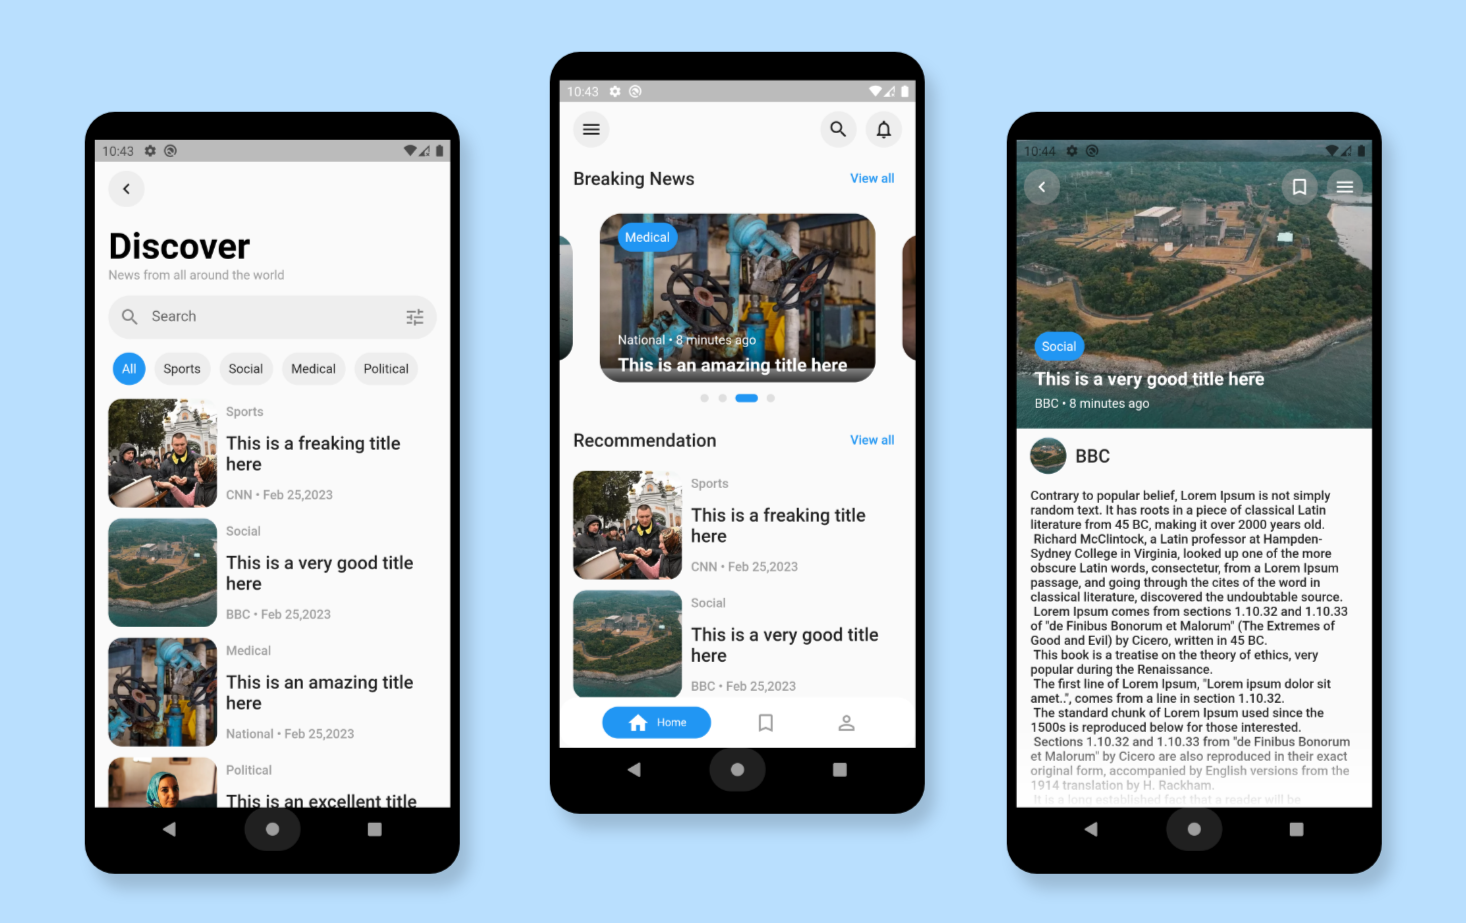 10:43
Discover
News from all around the world
Search
All Sports Social Medical Political
Sports
This is a freaking title
here
CNN • Feb 25,2023
Social
This is a very good title
here
BBC • Feb 25,2023
Medical
This is an amazing title
here
National • Feb 25,2023
Political
This is an excellent title
10:43
Breaking News View all
Medical
National • 8 minutes ago
This is an amazing title here
Recommendation View all
Sports
This is a freaking title
here
CNN • Feb 25,2023
Social
This is a very good title
here
BBC • Feb 25,2023
Home
10:44
Social
This is a very good title here
BBC • 8 minutes ago
BBC
Contrary to popular belief, Lorem Ipsum is not simply
random text. It has roots in a piece of classical Latin
literature from 45 BC, making it over 2000 years old.
Richard McClintock, a Latin professor at Hampden-
Sydney College in Virginia, looked up one of the more
obscure Latin words, consectetur, from a Lorem Ipsum
passage, and going through the cites of the word in
classical literature, discovered the undoubtable source.
Lorem Ipsum comes from sections 1.10.32 and 1.10.33
of "de Finibus Bonorum et Malorum" (The Extremes of
Good and Evil) by Cicero, written in 45 BC.
This book is a treatise on the theory of ethics, very
popular during the Renaissance.
The first line of Lorem Ipsum, "Lorem ipsum dolor sit
amet..", comes from a line in section 1.10.32.
The standard chunk of Lorem Ipsum used since the
1500s is reproduced below for those interested.
Sections 1.10.32 and 1.10.33 from "de Finibus Bonorum
et Malorum" by Cicero are also reproduced in their exact
original form, accompanied by English versions from the
1914 translation by H. Rackham.
It is a long established fact that a reader will be